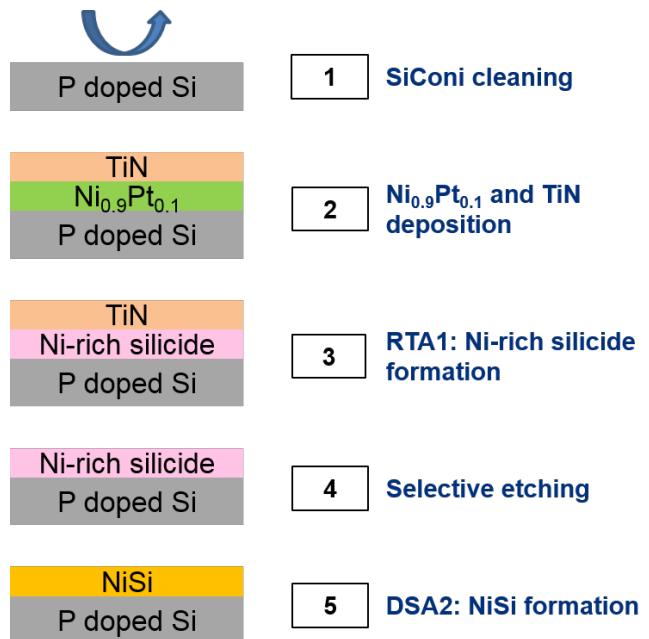 P doped Si
1
SiConi cleaning
TiN
Ni0.9Pt0.1
P doped Si
2
Ni0.9Pt0.1 and TiN
deposition
TiN
Ni-rich silicide
P doped Si
3
RTA1: Ni-rich silicide
formation
Ni-rich silicide
P doped Si
4
Selective etching
NiSi
P doped Si
5
DSA2: NiSi formation